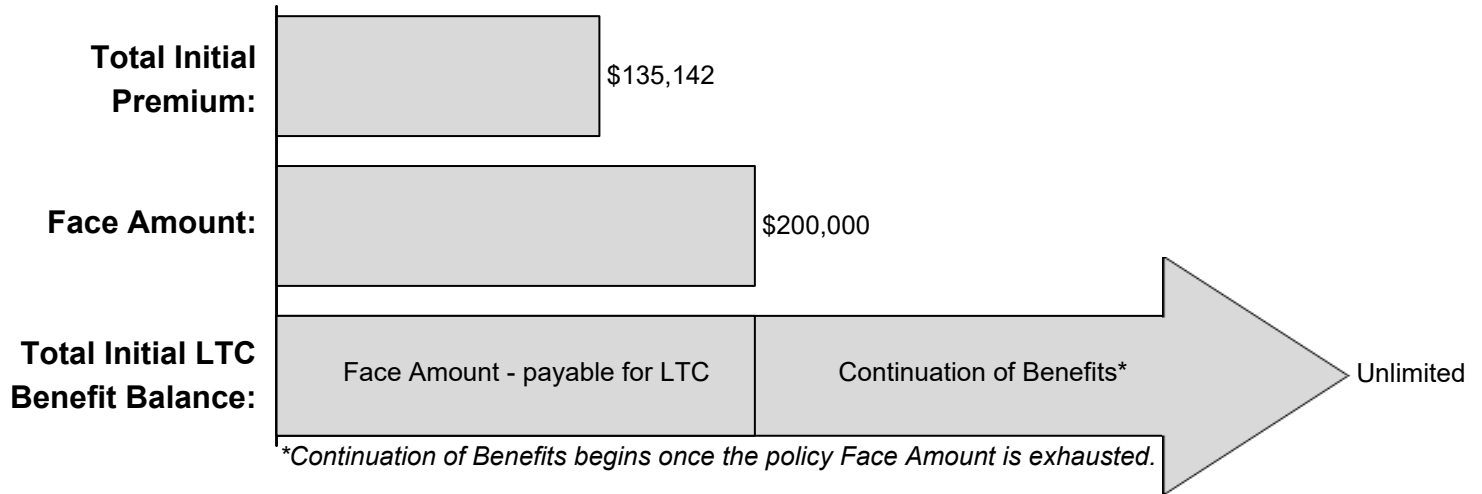 Total Initial
Premium:
$135,142
Face Amount:
$200,000
Total Initial LTC
Benefit Balance:
Face Amount - payable for LTC
Continuation of Benefits*
Unlimited
*Continuation of Benefits begins once the policy Face Amount is exhausted.